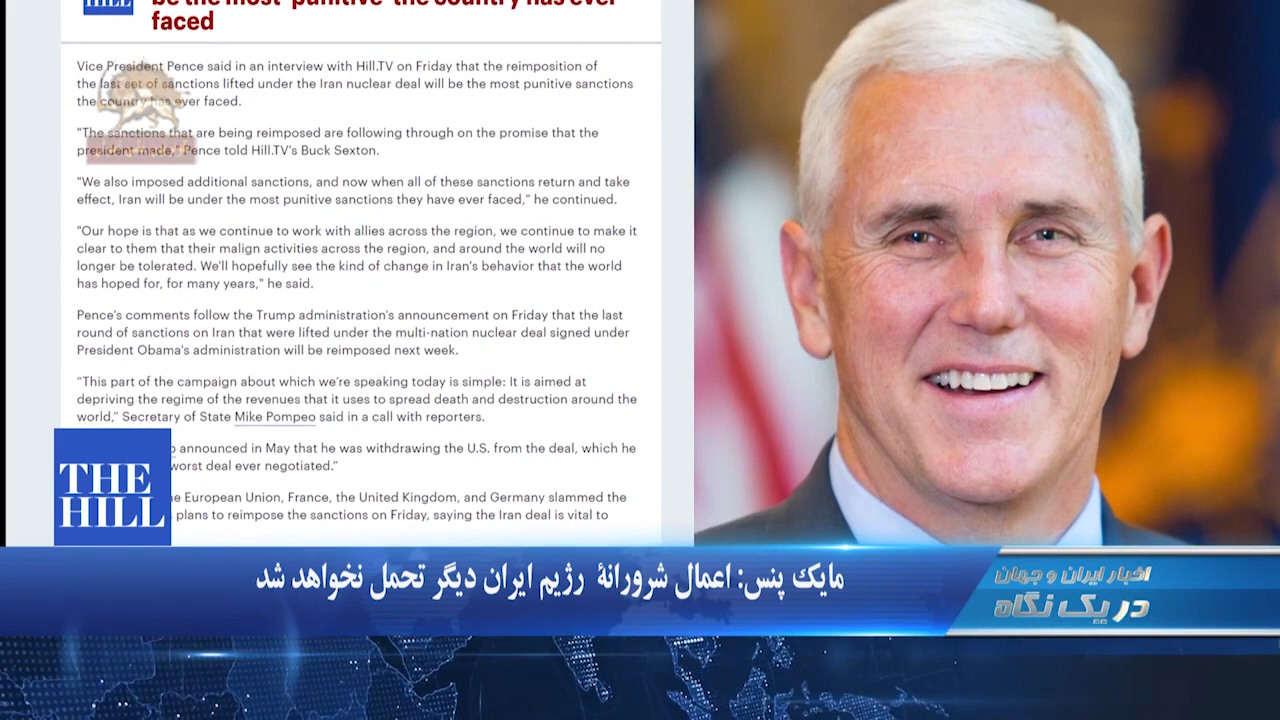 THE
HILL
be the most 'punitive' the country has ever
faced
Vice President Pence said in an interview with Hill.TV on Friday that the reimposition of
the last set of sanctions lifted under the Iran nuclear deal will be the most punitive sanctions
the country has ever faced.
"The sanctions that are being reimposed are following through on the promise that the
president made," Pence told Hill.TV's Buck Sexton.
"We also imposed additional sanctions, and now when all of these sanctions return and take
effect, Iran will be under the most punitive sanctions they have ever faced," he continued.
"Our hope is that as we continue to work with allies across the region, we continue to make it
clear to them that their malign activities across the region, and around the world will no
longer be tolerated. We'll hopefully see the kind of change in Iran's behavior that the world
has hoped for, for many years," he said.
Pence's comments follow the Trump administration's announcement on Friday that the last
round of sanctions on Iran that were lifted under the multi-nation nuclear deal signed under
President Obama's administration will be reimposed next week.
“This part of the campaign about which we’re speaking today is simple: It is aimed at
depriving the regime of the revenues that it uses to spread death and destruction around the
world,” Secretary of State Mike Pompeo said in a call with reporters.
announced in May that he was withdrawing the U.S. from the deal, which he
worst deal ever negotiated.”
European Union, France, the United Kingdom, and Germany slammed the
plans to reimpose the sanctions on Friday, saying the Iran deal is vital to
THE
HILL
مایک پنس: اعمال شرورانهٔ رژیم ایران دیگر تحمل نخواهد شد
اخبار ایران و جهان
در یک نگاه